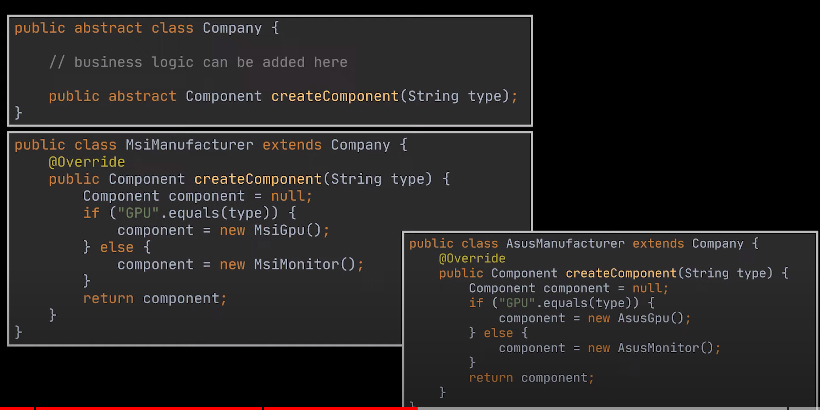 public abstract class Company {
// business logic can be added here
public abstract Component createComponent(String type);
}
public class MsiManufacturer extends Company {
@Override
public Component createComponent(String type) {
Component component = null;
if ("GPU".equals(type)) {
component = new MsiGpu();
} else {
component = new MsiMonitor();
}
return component;
}
}
public class AsusManufacturer extends Company {
@Override
public Component createComponent(String type) {
Component component = null;
if ("GPU".equals(type)) {
component = new AsusGpu();
} else {
component = new AsusMonitor();
}
return component;
}
}